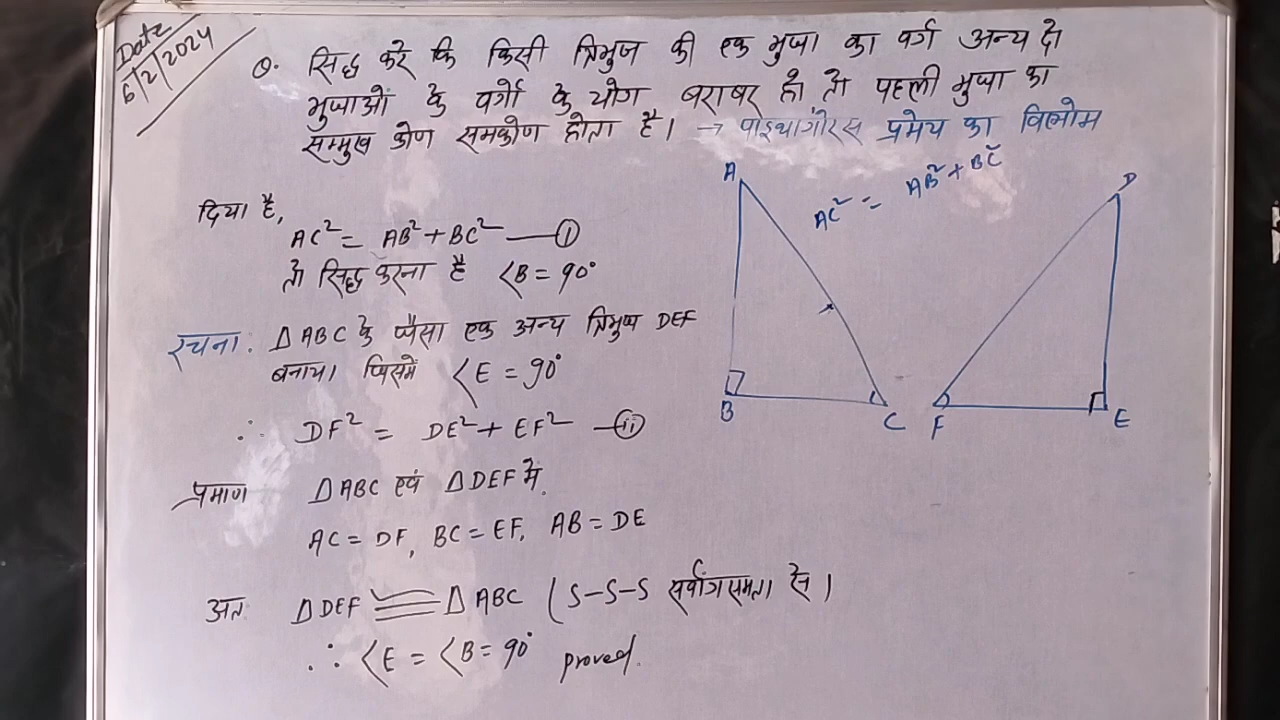 Date
6/2/2024
Q. सिद्ध करे कि किसी त्रिभुज की एक भुजा का वर्ग अन्य दो
भुजाओं के वर्गो के योग बराबर हो तो पहली भुजा का
सम्मुख कोण समकोण होता है। → पाइथागोरस प्रमेय का विलोम
दिया है,
AC² = AB² + BC² — (i)
तो सिद्ध करना है <B = 90°
रचना: ΔABC के जैसा एक अन्य त्रिभुज DEF
बनाया जिसमें <E = 90°
∴ DF² = DE² + EF² — (ii)
प्रमाण ΔABC एवं ΔDEF में,
AC = DF, BC = EF, AB = DE
अतः ΔDEF ≅ ΔABC (S-S-S सर्वांगसमता से।
∴ <E = <B = 90° proved.
A
AC² = AB² + BC²
B
C
D
F
E